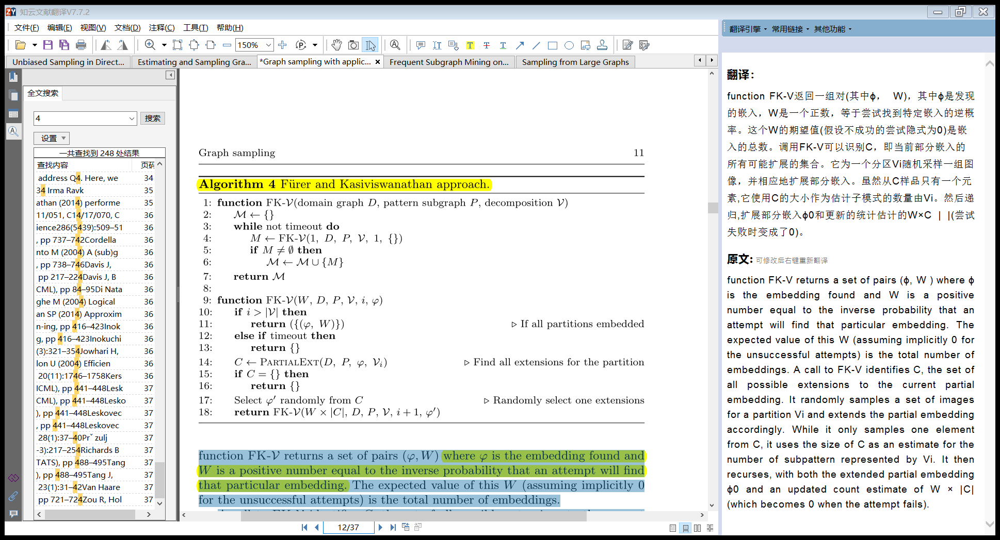 知云文献翻译V7.7.2
文件(F) 编辑(E) 视图(V) 文档(D) 注释(C) 工具(T) 帮助(H)
翻译引擎 常用链接 其他功能
150%
Unbiased Sampling in Direct... Estimating and Sampling Gra... *Graph sampling with applic... Frequent Subgraph Mining on... Sampling from Large Graphs
全文搜索
4 搜索
设置
一共查找到 248 处结果
查找内容 页码
address Q4. Here, we 34
34 Irma Ravk 35
athan (2014) performe 35
11/051, C14/17/070, C 36
ience286(5439):509–51 36
, pp 737–742Cordella 36
nto M (2004) A (sub)g 36
, pp 738–746Davis J, 36
pp 217–224Davis J, B 36
CML), pp 84–95Di Nata 36
ghe M (2004) Logical 36
an SP (2014) Approxim 36
n-ing, pp 416–423Inok 36
g, pp 416–423Inokuchi 36
(3):321–354Jowhari H, 36
lon U (2004) Efficien 36
20(11):1746–1758Kers 36
ICML), pp 441–448Lesk 37
CML), pp 441–448Lesko 37
), pp 441–448Leskovec 37
, pp 441–448Leskovec 37
28(1):37–40Prˇ zulj 37
-3):217–254Richards B 37
TATS), pp 488–495Tang 37
), pp 488–495Tang J, 37
23(1):31–42Van Haare 37
pp 721–724Zou R, Hol 37
Graph sampling 11
Algorithm 4 Fürer and Kasiviswanathan approach.
1: function FK-𝒱(domain graph D, pattern subgraph P, decomposition 𝒱)
2: ℳ ← {}
3: while not timeout do
4: M ← FK-𝒱(1, D, P, 𝒱, 1, {})
5: if M ≠ ∅ then
6: ℳ ← ℳ ∪ {M}
7: return ℳ
8:
9: function FK-𝒱(W, D, P, 𝒱, i, φ)
10: if i > |𝒱| then
11: return ({(φ, W)}) ▷ If all partitions embedded
12: else if timeout then
13: return {}
14: C ← PARTIALEXT(D, P, φ, 𝒱i) ▷ Find all extensions for the partition
15: if C = {} then
16: return {}
17: Select φ′ randomly from C ▷ Randomly select one extensions
18: return FK-𝒱(W × |C|, D, P, 𝒱, i + 1, φ′)
function FK-𝒱 returns a set of pairs (φ, W) where φ is the embedding found and
W is a positive number equal to the inverse probability that an attempt will find
that particular embedding. The expected value of this W (assuming implicitly 0
for the unsuccessful attempts) is the total number of embeddings.
12/37
翻译：
function FK-V返回一组对(其中ϕ， W)，其中ϕ是发现
的嵌入，W是一个正数，等于尝试找到特定嵌入的逆概
率。这个W的期望值(假设不成功的尝试隐式为0)是嵌
入的总数。调用FK-V可以识别C，即当前部分嵌入的
所有可能扩展的集合。它为一个分区Vi随机采样一组图
像，并相应地扩展部分嵌入。虽然从C样品只有一个元
素,它使用C的大小作为估计子模式的数量由Vi。然后递
归,扩展部分嵌入ϕ0和更新的统计估计的W×C | |(尝试
失败时变成了0)。
原文: 可修改后右键重新翻译
function FK-V returns a set of pairs (ϕ, W ) where ϕ
is the embedding found and W is a positive
number equal to the inverse probability that an
attempt will find that particular embedding. The
expected value of this W (assuming implicitly 0 for
the unsuccessful attempts) is the total number of
embeddings. A call to FK-V identifies C, the set of
all possible extensions to the current partial
embedding. It randomly samples a set of images
for a partition Vi and extends the partial embedding
accordingly. While it only samples one element
from C, it uses the size of C as an estimate for the
number of subpattern represented by Vi. It then
recurses, with both the extended partial embedding
ϕ0 and an updated count estimate of W × |C|
(which becomes 0 when the attempt fails).